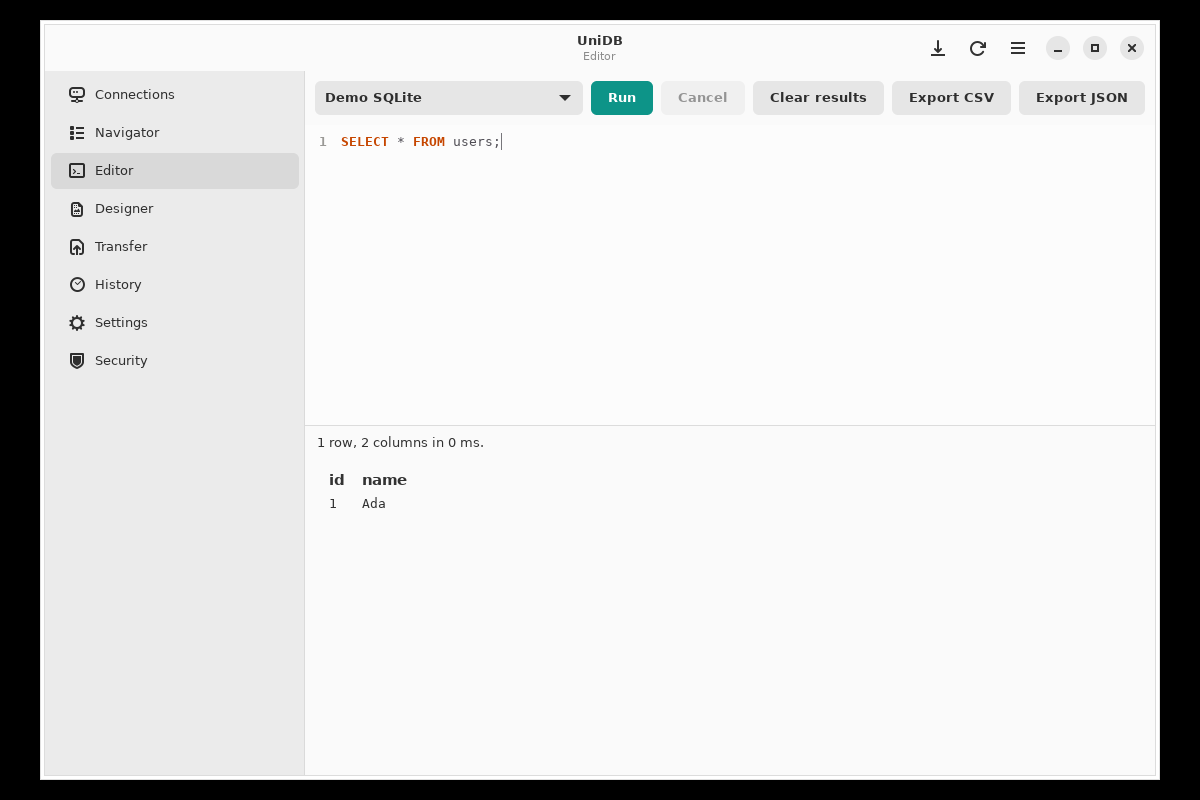 UniDB
Editor
Connections
Navigator
Editor
Designer
Transfer
History
Settings
Security
Demo SQLite
Run
Cancel
Clear results
Export CSV
Export JSON
1 SELECT * FROM users;
1 row, 2 columns in 0 ms.
id name
1 Ada